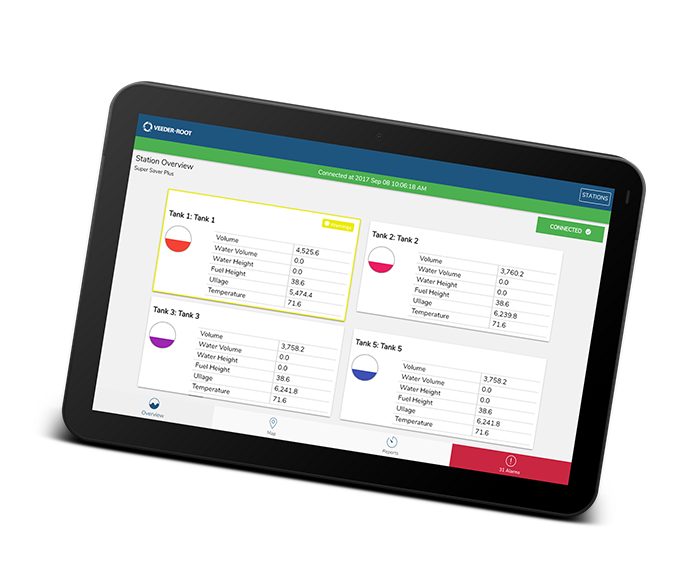 VEEDER-ROOT
STATIONS
Connected at 2017 Sep 08 10:06:18 AM
Station Overview
Super Saver Plus
CONNECTED
Tank 1: Tank 1
Volume 4,525.6
Water Volume 0.0
Water Height 0.0
Fuel Height 38.6
Ullage 5,474.4
Temperature 71.6
Tank 2: Tank 2
Volume 3,760.2
Water Volume 0.0
Water Height 0.0
Fuel Height 38.6
Ullage 6,239.8
Temperature 71.6
Tank 3: Tank 3
Volume 3,758.2
Water Volume 0.0
Water Height 0.0
Fuel Height 38.6
Ullage 6,241.8
Temperature 71.6
Tank 5: Tank 5
Volume 3,758.2
Water Volume 0.0
Water Height 0.0
Fuel Height 38.6
Ullage 6,241.8
Temperature 71.6
Overview
Map
Reports
31 Alarms